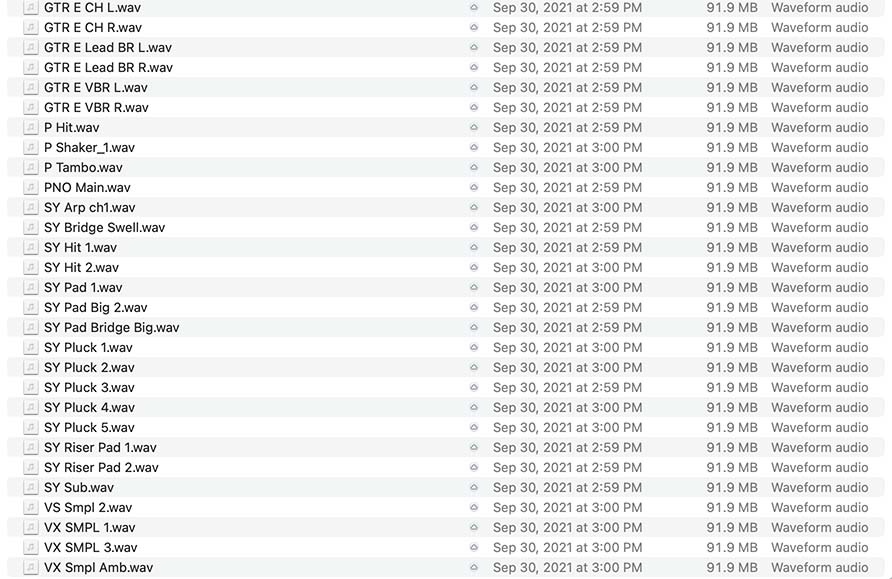 GTR E CH L.wav Sep 30, 2021 at 2:59 PM 91.9 MB Waveform audio
GTR E CH R.wav Sep 30, 2021 at 2:59 PM 91.9 MB Waveform audio
GTR E Lead BR L.wav Sep 30, 2021 at 2:59 PM 91.9 MB Waveform audio
GTR E Lead BR R.wav Sep 30, 2021 at 2:59 PM 91.9 MB Waveform audio
GTR E VBR L.wav Sep 30, 2021 at 2:59 PM 91.9 MB Waveform audio
GTR E VBR R.wav Sep 30, 2021 at 2:59 PM 91.9 MB Waveform audio
P Hit.wav Sep 30, 2021 at 2:59 PM 91.9 MB Waveform audio
P Shaker_1.wav Sep 30, 2021 at 3:00 PM 91.9 MB Waveform audio
P Tambo.wav Sep 30, 2021 at 3:00 PM 91.9 MB Waveform audio
PNO Main.wav Sep 30, 2021 at 2:59 PM 91.9 MB Waveform audio
SY Arp ch1.wav Sep 30, 2021 at 3:00 PM 91.9 MB Waveform audio
SY Bridge Swell.wav Sep 30, 2021 at 2:59 PM 91.9 MB Waveform audio
SY Hit 1.wav Sep 30, 2021 at 2:59 PM 91.9 MB Waveform audio
SY Hit 2.wav Sep 30, 2021 at 3:00 PM 91.9 MB Waveform audio
SY Pad 1.wav Sep 30, 2021 at 3:00 PM 91.9 MB Waveform audio
SY Pad Big 2.wav Sep 30, 2021 at 2:59 PM 91.9 MB Waveform audio
SY Pad Bridge Big.wav Sep 30, 2021 at 2:59 PM 91.9 MB Waveform audio
SY Pluck 1.wav Sep 30, 2021 at 3:00 PM 91.9 MB Waveform audio
SY Pluck 2.wav Sep 30, 2021 at 3:00 PM 91.9 MB Waveform audio
SY Pluck 3.wav Sep 30, 2021 at 2:59 PM 91.9 MB Waveform audio
SY Pluck 4.wav Sep 30, 2021 at 3:00 PM 91.9 MB Waveform audio
SY Pluck 5.wav Sep 30, 2021 at 3:00 PM 91.9 MB Waveform audio
SY Riser Pad 1.wav Sep 30, 2021 at 2:59 PM 91.9 MB Waveform audio
SY Riser Pad 2.wav Sep 30, 2021 at 2:59 PM 91.9 MB Waveform audio
SY Sub.wav Sep 30, 2021 at 2:59 PM 91.9 MB Waveform audio
VS Smpl 2.wav Sep 30, 2021 at 3:00 PM 91.9 MB Waveform audio
VX SMPL 1.wav Sep 30, 2021 at 3:00 PM 91.9 MB Waveform audio
VX SMPL 3.wav Sep 30, 2021 at 3:00 PM 91.9 MB Waveform audio
VX Smpl Amb.wav Sep 30, 2021 at 3:00 PM 91.9 MB Waveform audio